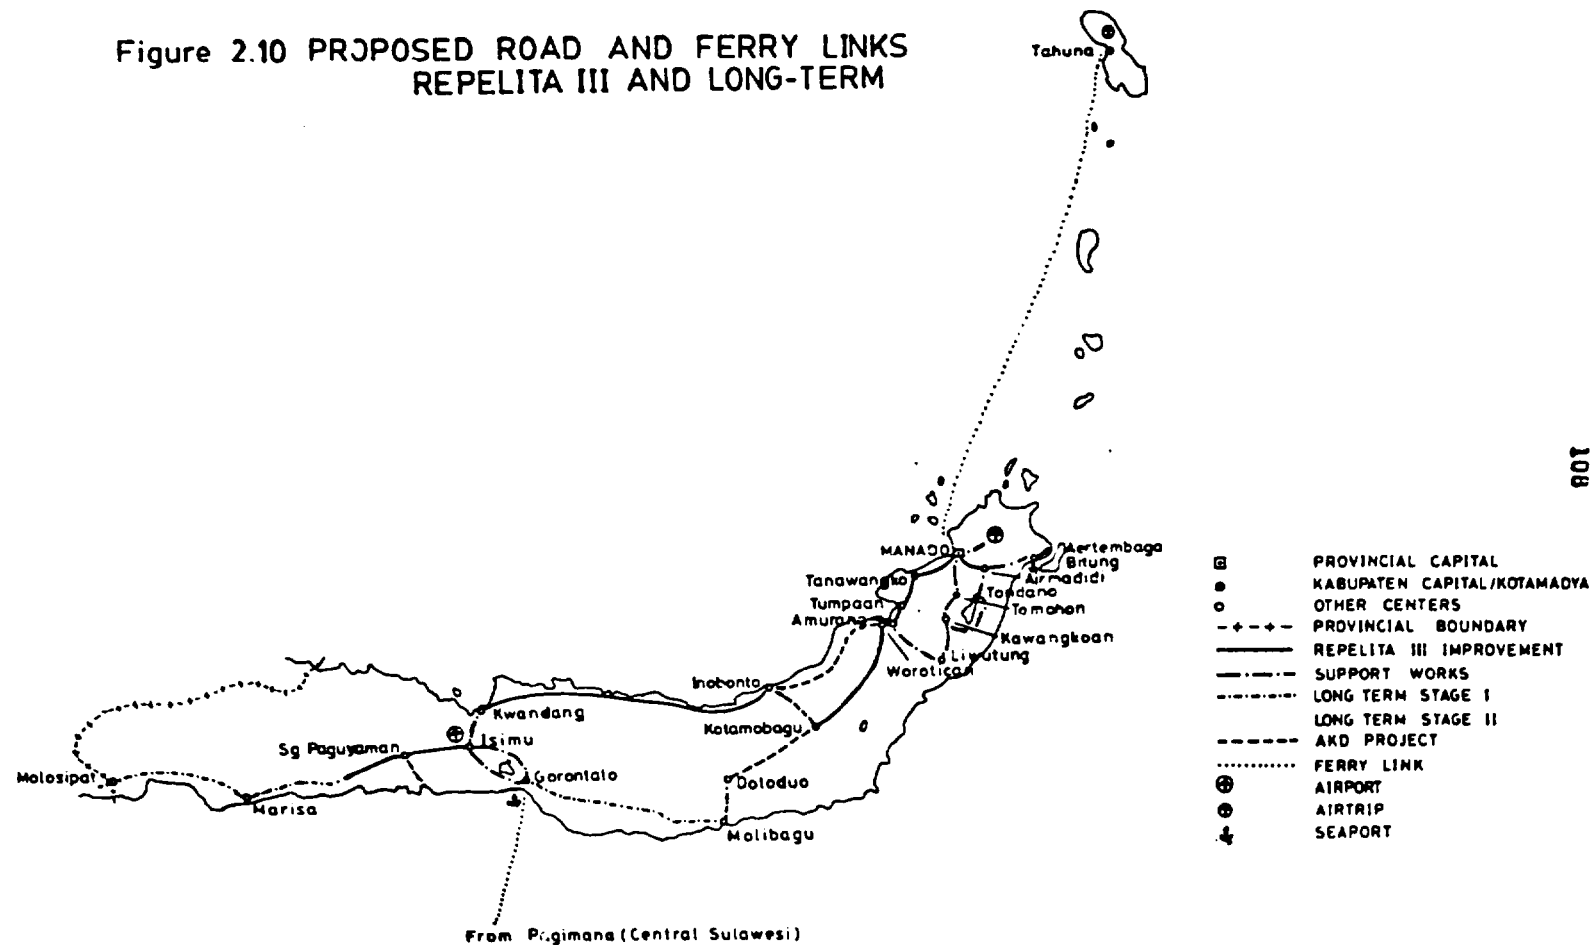 Figure 2.10 PROPOSED ROAD AND FERRY LINKS
REPELITA III AND LONG-TERM
Tahuna
108
MANADO
Aertembaga
Bitung
Airmadidi
Tanawangko
Tondano
Tomohon
Tumpaan
Amurang
Kawangkoan
Liwutung
Worotican
Inobonto
Kotamobagu
Kwandang
Isimu
Sg Paguyaman
Gorontalo
Doloduo
Molosipat
Marisa
Molibagu
From Pagimana (Central Sulawesi)
PROVINCIAL CAPITAL
KABUPATEN CAPITAL/KOTAMADYA
OTHER CENTERS
PROVINCIAL BOUNDARY
REPELITA III IMPROVEMENT
SUPPORT WORKS
LONG TERM STAGE I
LONG TERM STAGE II
AKD PROJECT
FERRY LINK
AIRPORT
AIRTRIP
SEAPORT